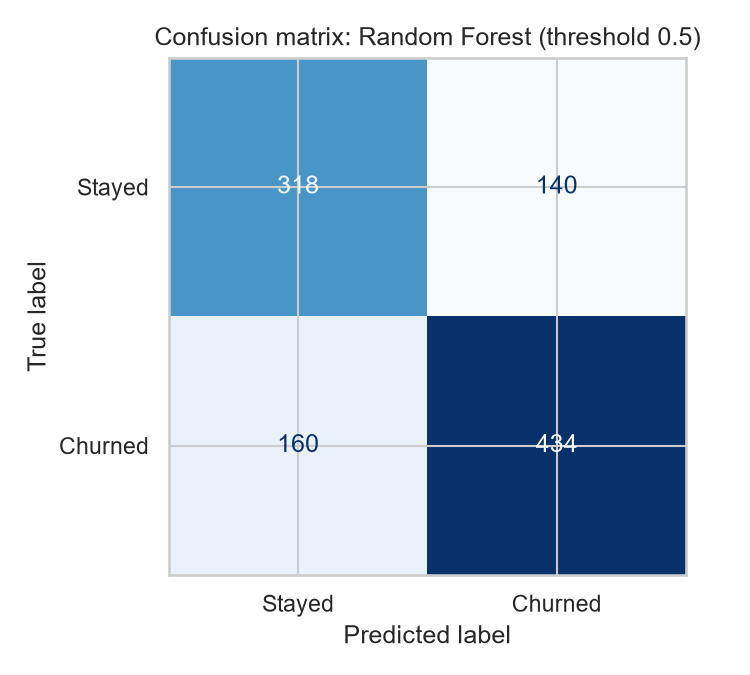 Confusion matrix: Random Forest (threshold 0.5)
True label
Stayed
318
140
Churned
160
434
Stayed
Churned
Predicted label